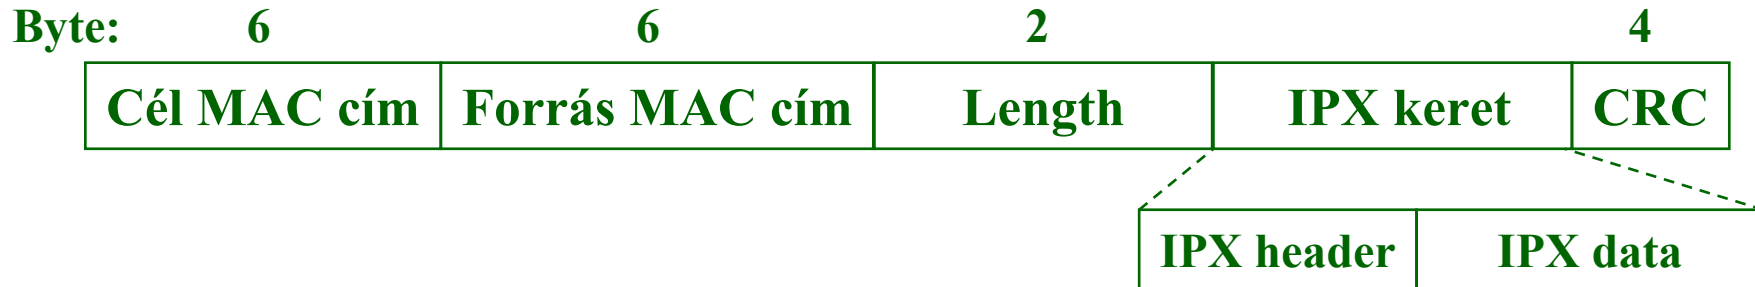 Byte: 6 6 2 4
Cél MAC cím Forrás MAC cím Length IPX keret CRC
IPX header IPX data